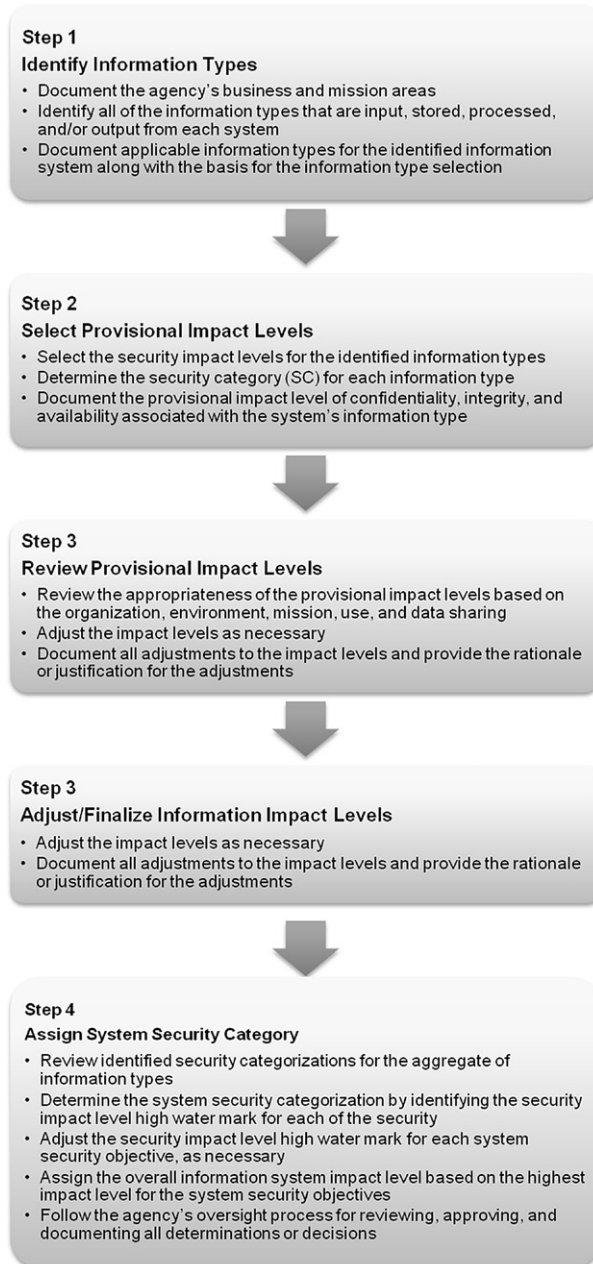 Step 1
Identify Information Types
• Document the agency's business and mission areas
• Identify all of the information types that are input, stored, processed,
and/or output from each system
• Document applicable information types for the identified information
system along with the basis for the information type selection
Step 2
Select Provisional Impact Levels
• Select the security impact levels for the identified information types
• Determine the security category (SC) for each information type
• Document the provisional impact level of confidentiality, integrity, and
availability associated with the system's information type
Step 3
Review Provisional Impact Levels
• Review the appropriateness of the provisional impact levels based on
the organization, environment, mission, use, and data sharing
• Adjust the impact levels as necessary
• Document all adjustments to the impact levels and provide the rationale
or justification for the adjustments
Step 3
Adjust/Finalize Information Impact Levels
• Adjust the impact levels as necessary
• Document all adjustments to the impact levels and provide the rationale
or justification for the adjustments
Step 4
Assign System Security Category
• Review identified security categorizations for the aggregate of
information types
• Determine the system security categorization by identifying the security
impact level high water mark for each of the security
• Adjust the security impact level high water mark for each system
security objective, as necessary
• Assign the overall information system impact level based on the highest
impact level for the system security objectives
• Follow the agency's oversight process for reviewing, approving, and
documenting all determinations or decisions